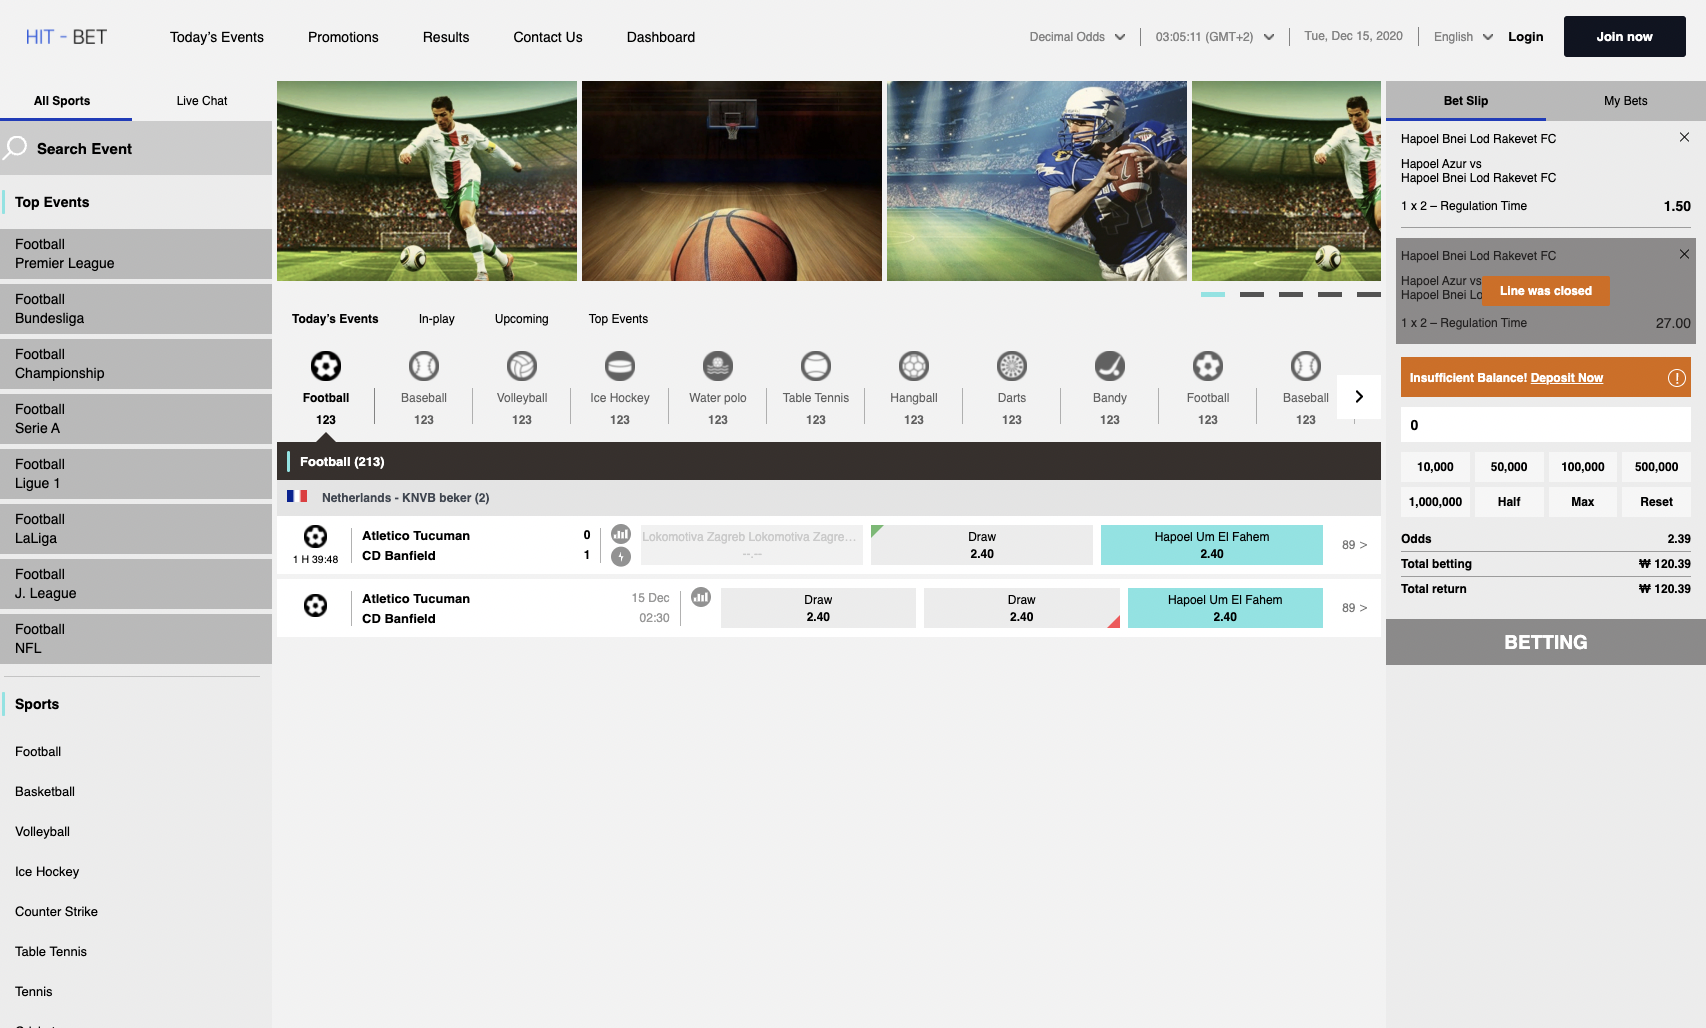 HIT - BET
Today's Events
Promotions
Results
Contact Us
Dashboard
Decimal Odds
03:05:11 (GMT+2)
Tue, Dec 15, 2020
English
Login
Join now
All Sports
Live Chat
Search Event
Top Events
Football
Premier League
Football
Bundesliga
Football
Championship
Football
Serie A
Football
Ligue 1
Football
LaLiga
Football
J. League
Football
NFL
Sports
Football
Basketball
Volleyball
Ice Hockey
Counter Strike
Table Tennis
Tennis
Today's Events
In-play
Upcoming
Top Events
Football
123
Baseball
123
Volleyball
123
Ice Hockey
123
Water polo
123
Table Tennis
123
Hangball
123
Darts
123
Bandy
123
Football
123
Baseball
123
Football (213)
Netherlands - KNVB beker (2)
1 H 39:48
Atletico Tucuman 0
CD Banfield 1
Lokomotiva Zagreb Lokomotiva Zagre...
--.--
Draw
2.40
Hapoel Um El Fahem
2.40
89 >
Atletico Tucuman
CD Banfield
15 Dec
02:30
Draw
2.40
Draw
2.40
Hapoel Um El Fahem
2.40
89 >
Bet Slip
My Bets
Hapoel Bnei Lod Rakevet FC
Hapoel Azur vs
Hapoel Bnei Lod Rakevet FC
1 x 2 – Regulation Time 1.50
Hapoel Bnei Lod Rakevet FC
Hapoel Azur vs
Hapoel Bnei Lo
Line was closed
1 x 2 – Regulation Time 27.00
Insufficient Balance! Deposit Now
0
10,000 50,000 100,000 500,000
1,000,000 Half Max Reset
Odds 2.39
Total betting ₩ 120.39
Total return ₩ 120.39
BETTING